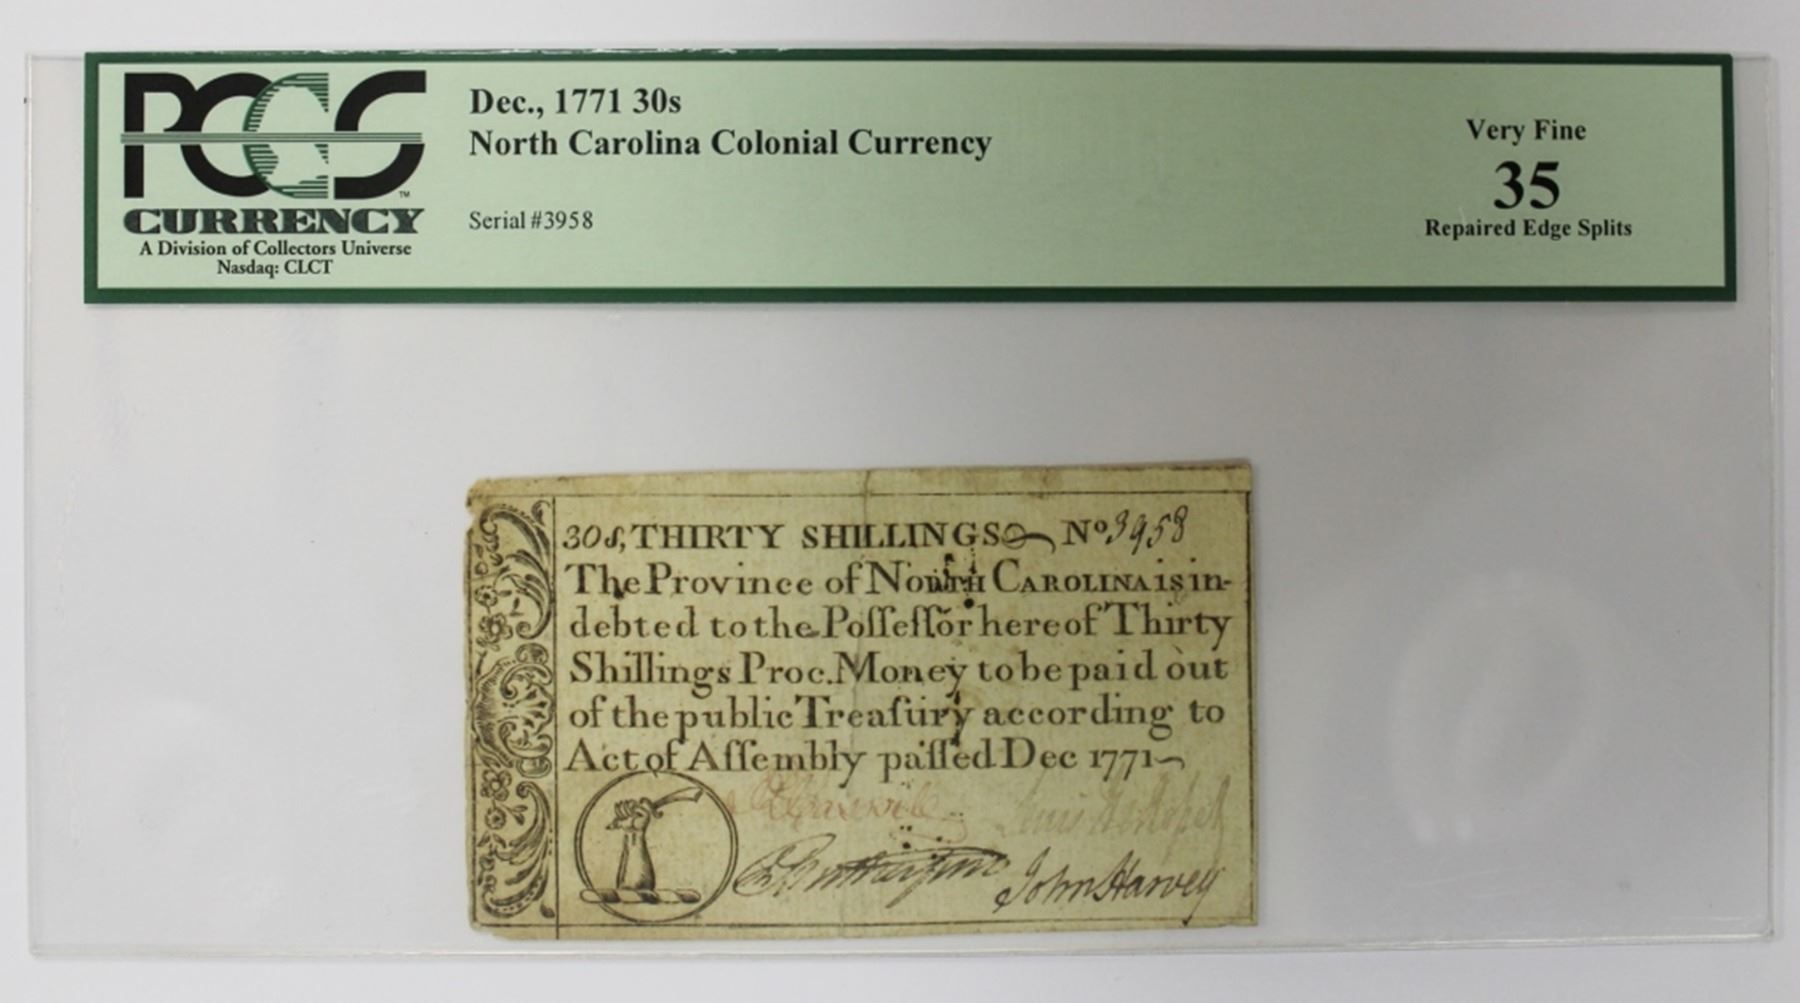 PCGS
CURRENCY
A Division of Collectors Universe
Nasdaq: CLCT
TM
Dec., 1771 30s
North Carolina Colonial Currency
Serial #3958
Very Fine
35
Repaired Edge Splits
30s, THIRTY SHILLINGS No 3958
The Province of NORTH CAROLINA is in-
debted to the Poſſeſſor hereof Thirty
Shillings Proc. Money to be paid out
of the public Treaſury according to
Act of Aſſembly paſſed Dec 1771
John Harvey